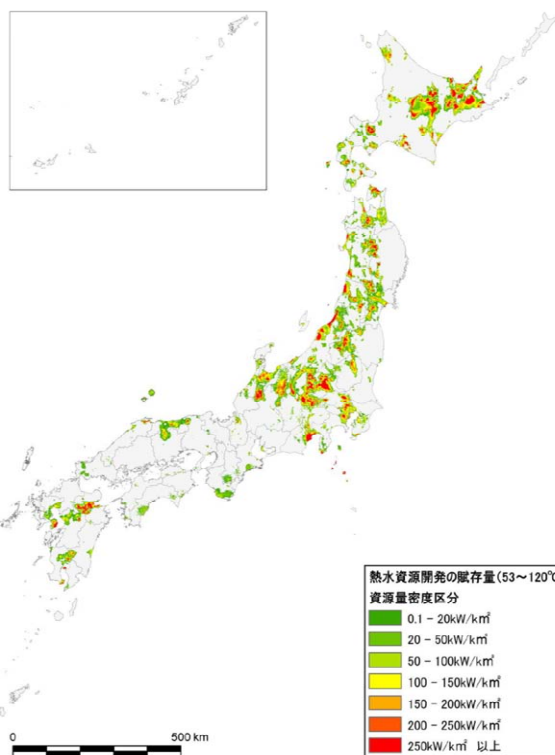 熱水資源開発の賦存量(53～120℃
資源量密度区分
0.1 - 20kW/k㎡
20 - 50kW/k㎡
50 - 100kW/k㎡
100 - 150kW/k㎡
150 - 200kW/k㎡
200 - 250kW/k㎡
250kW/k㎡ 以上
0 500 km